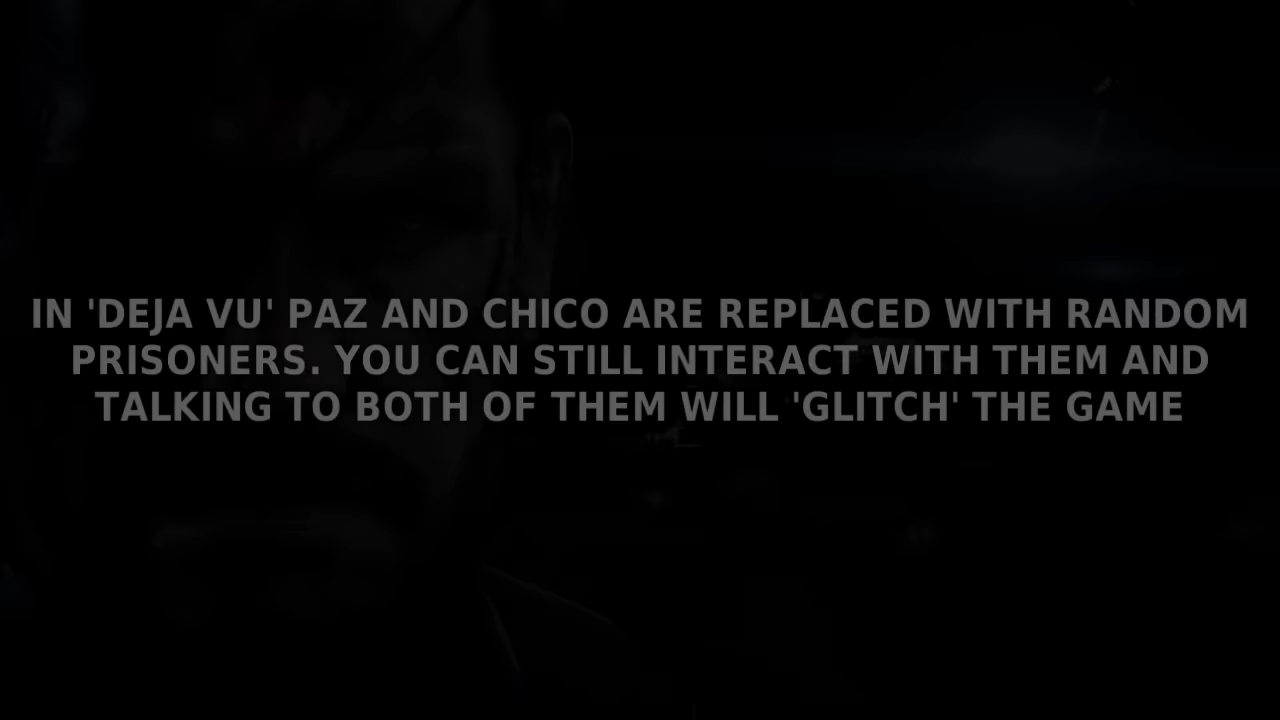 IN 'DEJA VU' PAZ AND CHICO ARE REPLACED WITH RANDOM
PRISONERS. YOU CAN STILL INTERACT WITH THEM AND
TALKING TO BOTH OF THEM WILL 'GLITCH' THE GAME